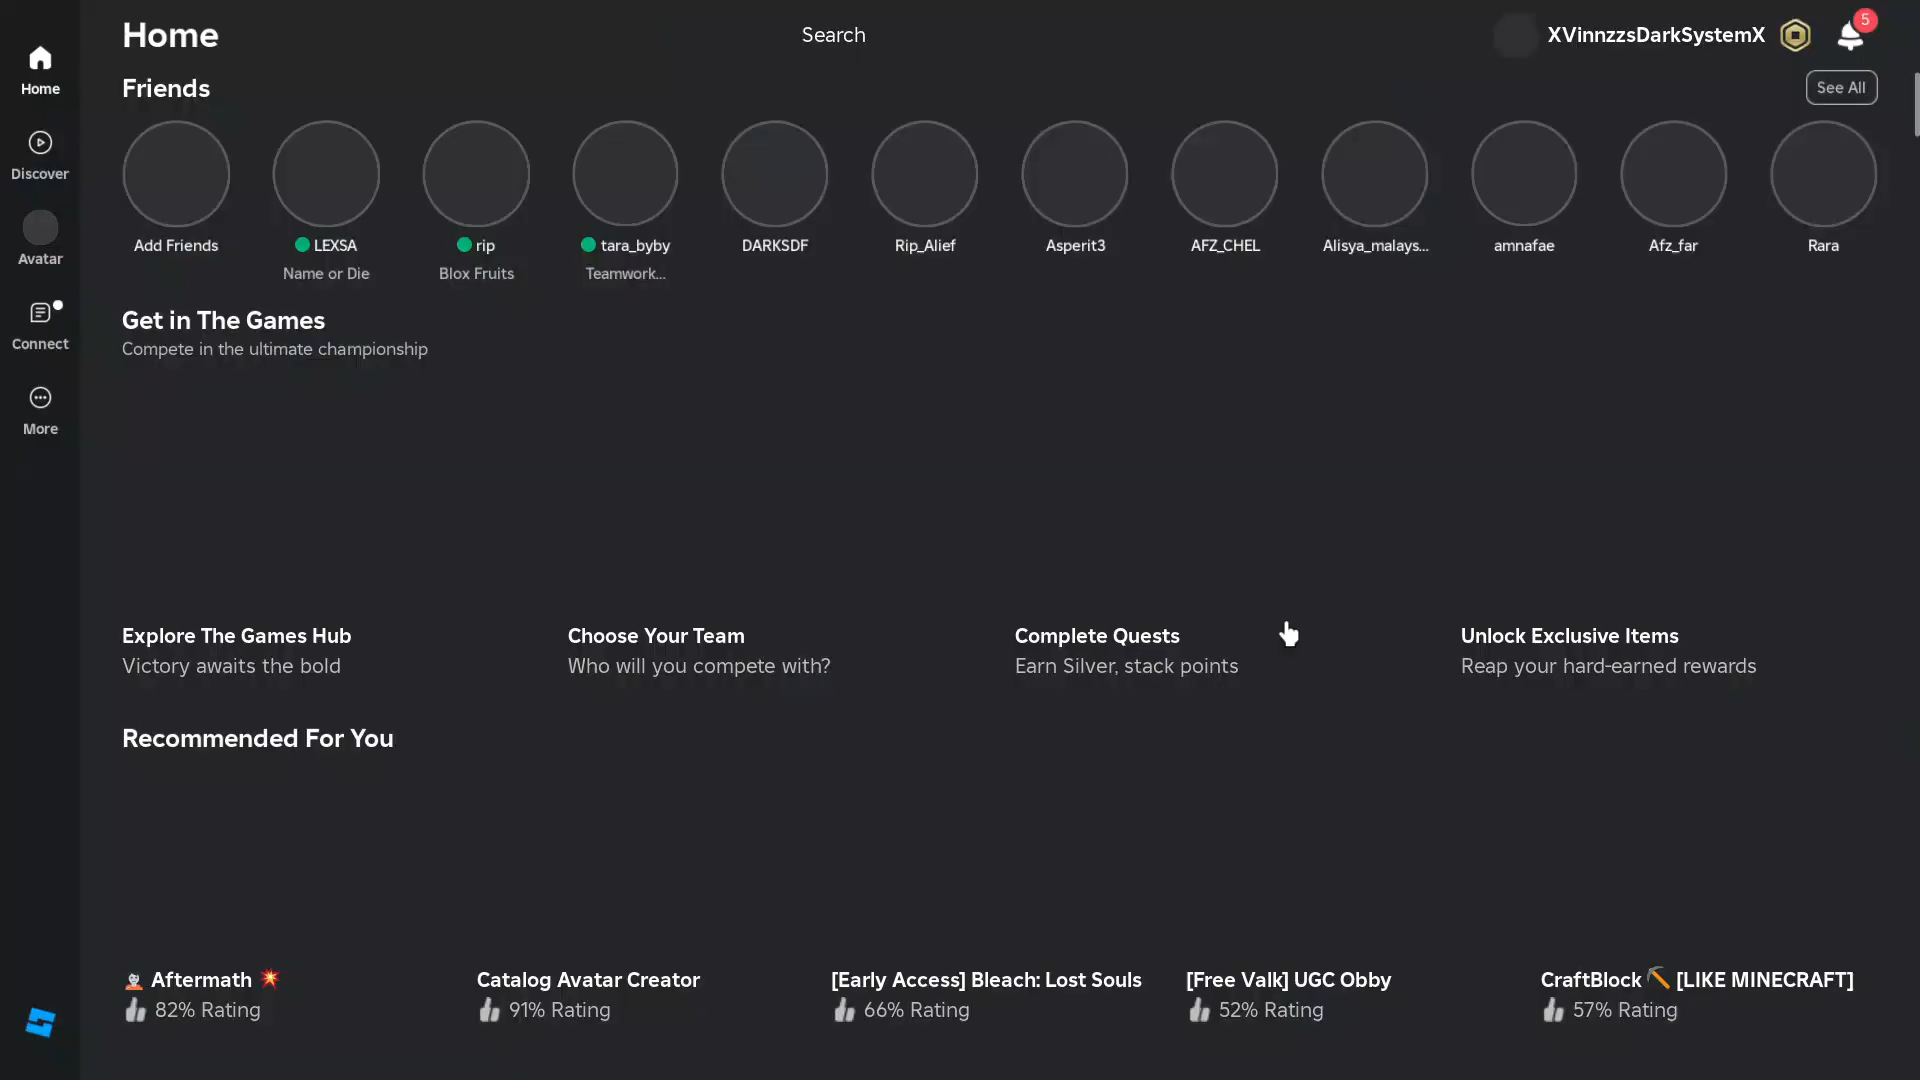 Home
Search
XVinnzzsDarkSystemX
5
Home
Discover
Avatar
Connect
More
Friends
See All
Add Friends
LEXSA
Name or Die
rip
Blox Fruits
tara_byby
Teamwork...
DARKSDF
Rip_Alief
Asperit3
AFZ_CHEL
Alisya_malays...
amnafae
Afz_far
Rara
Get in The Games
Compete in the ultimate championship
Explore The Games Hub
Victory awaits the bold
Choose Your Team
Who will you compete with?
Complete Quests
Earn Silver, stack points
Unlock Exclusive Items
Reap your hard-earned rewards
Recommended For You
🧟 Aftermath 💥
82% Rating
Catalog Avatar Creator
91% Rating
[Early Access] Bleach: Lost Souls
66% Rating
[Free Valk] UGC Obby
52% Rating
CraftBlock ⛏️ [LIKE MINECRAFT]
57% Rating